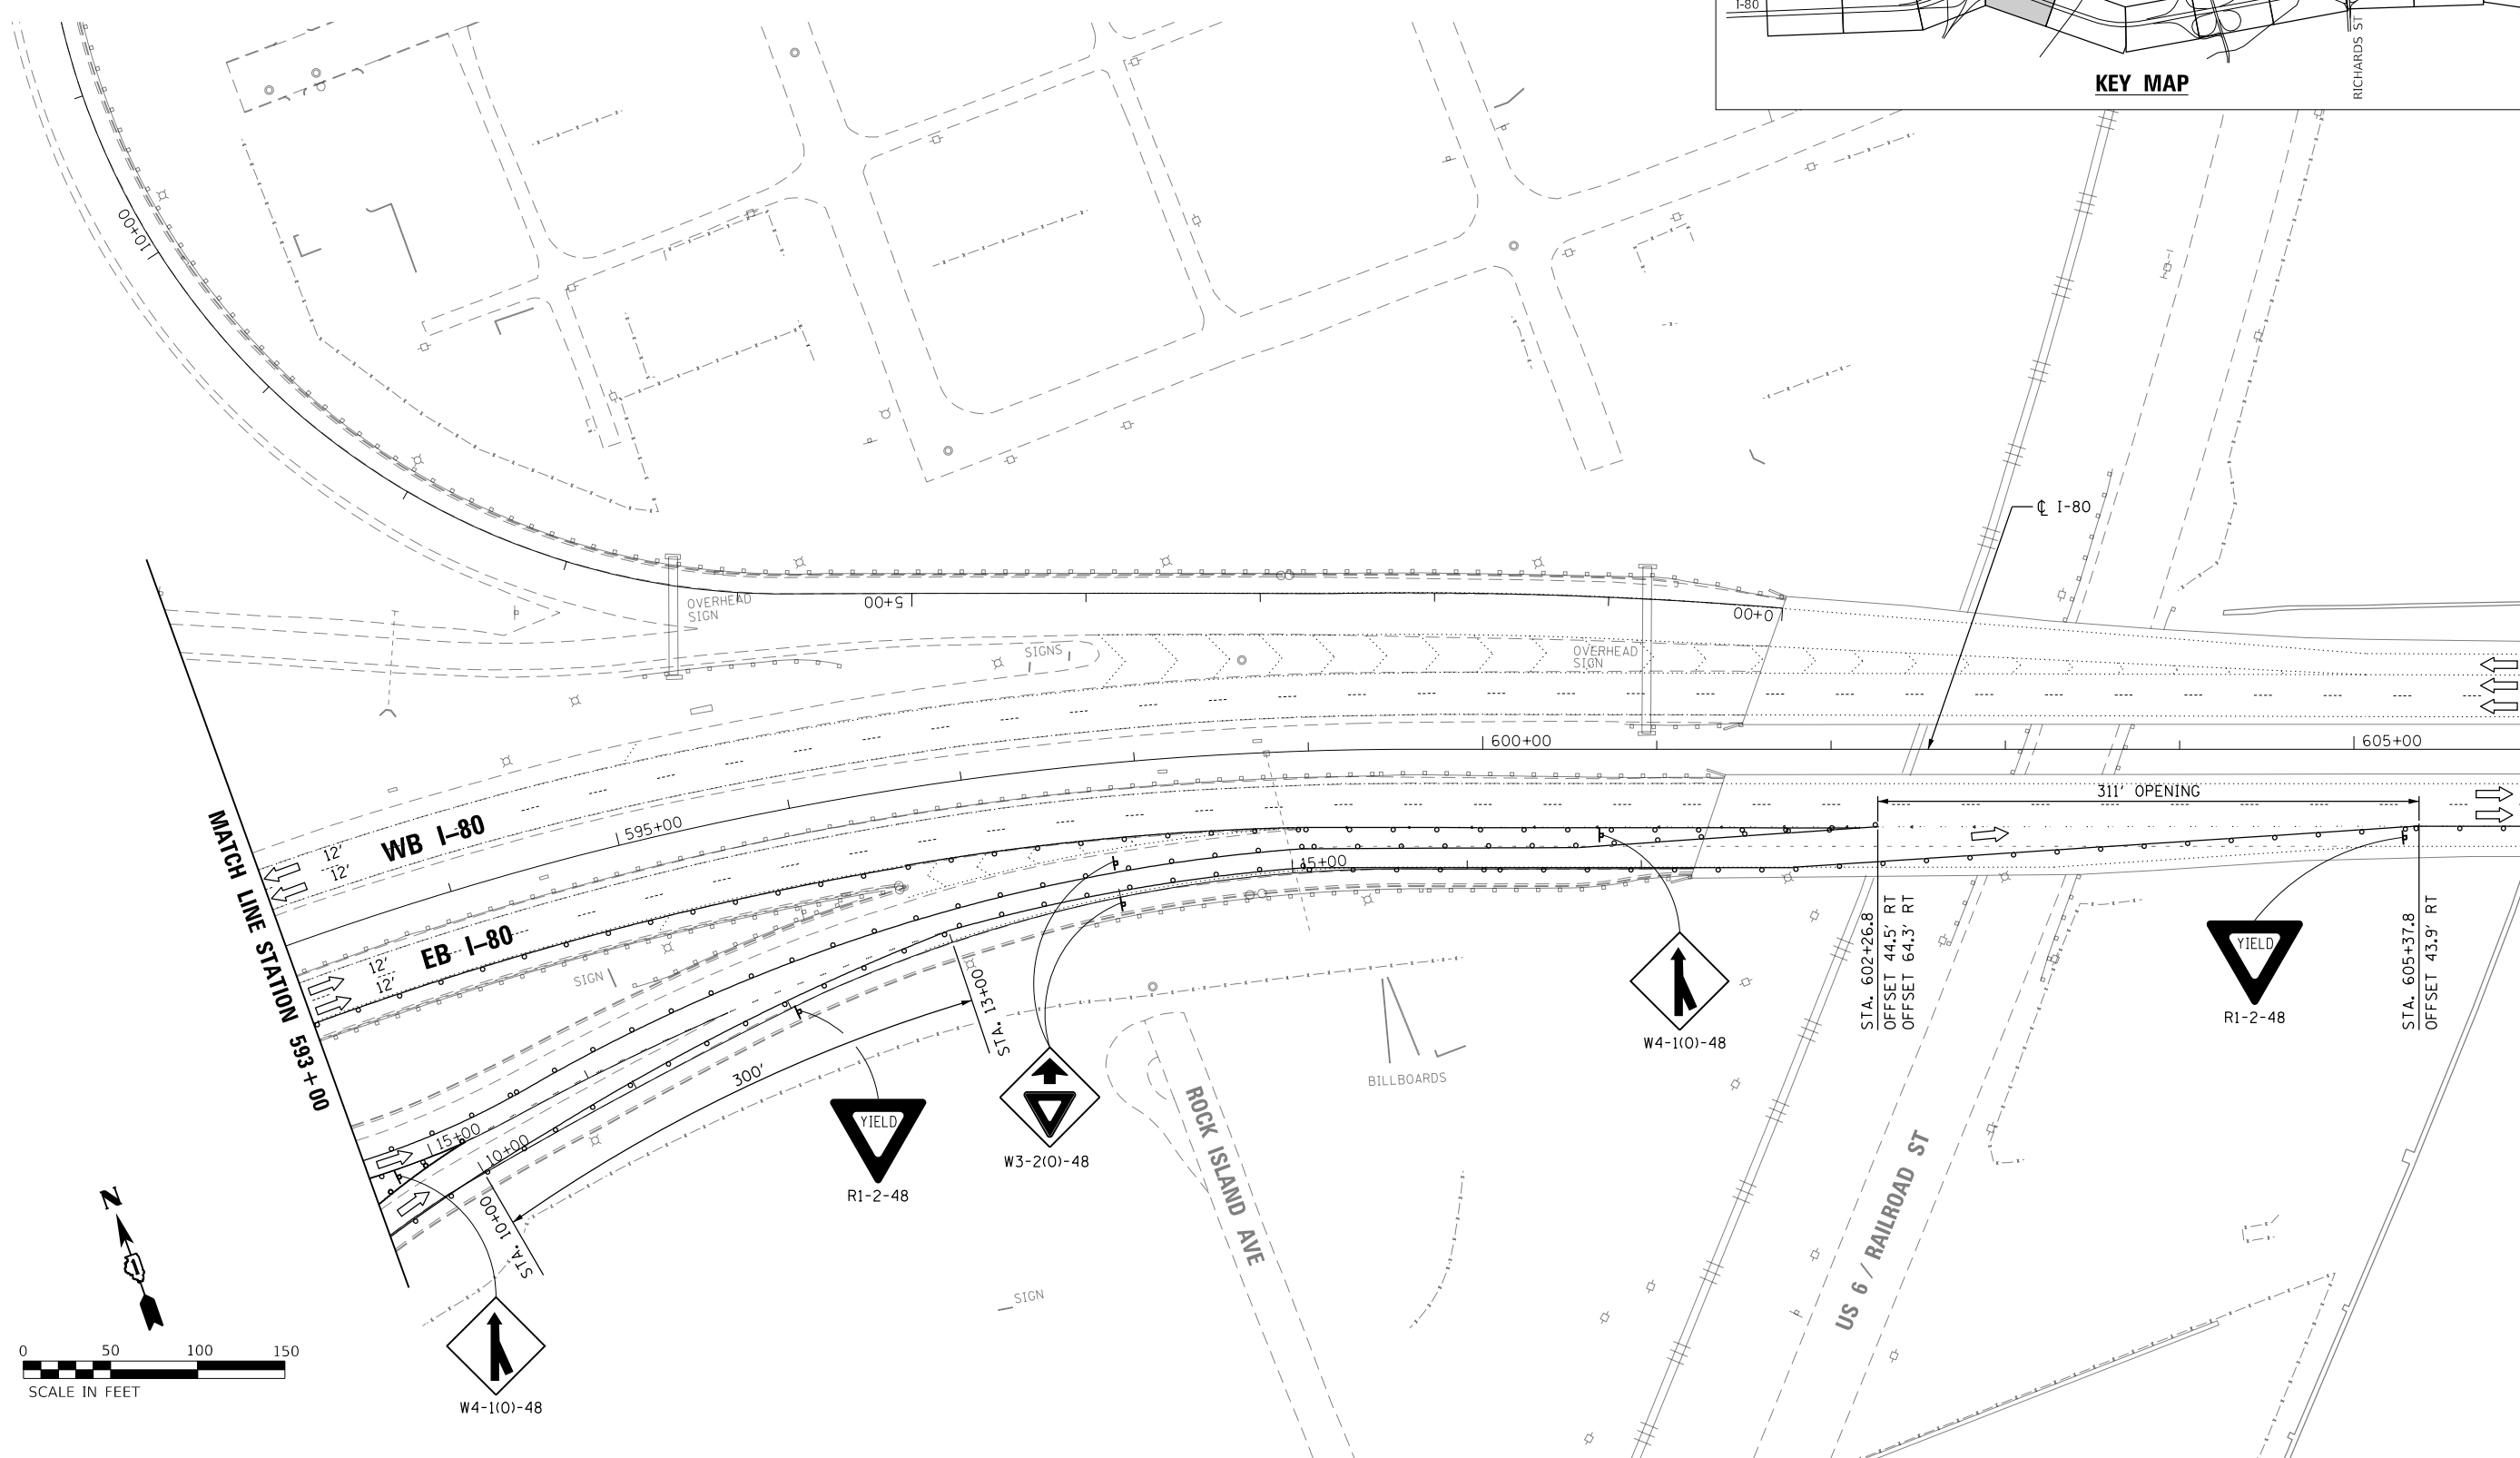 I-80
RICHARDS ST
KEY MAP
10+00
℄ I-80
OVERHEAD
SIGN
5+00
0+00
SIGNS
OVERHEAD
SIGN
600+00
605+00
311' OPENING
595+00
WB I-80
12'
12'
MATCH LINE STATION 593+00
EB I-80
12'
12'
15+00
SIGN
STA. 602+26.8
OFFSET 44.5' RT
OFFSET 64.3' RT
YIELD
R1-2-48
STA. 605+37.8
OFFSET 43.9' RT
W4-1(O)-48
STA. 13+00
300'
BILLBOARDS
YIELD
R1-2-48
W3-2(O)-48
ROCK ISLAND AVE
15+00
10+00
STA. 10+00
US 6 / RAILROAD ST
N
SIGN
0 50 100 150
SCALE IN FEET
W4-1(O)-48